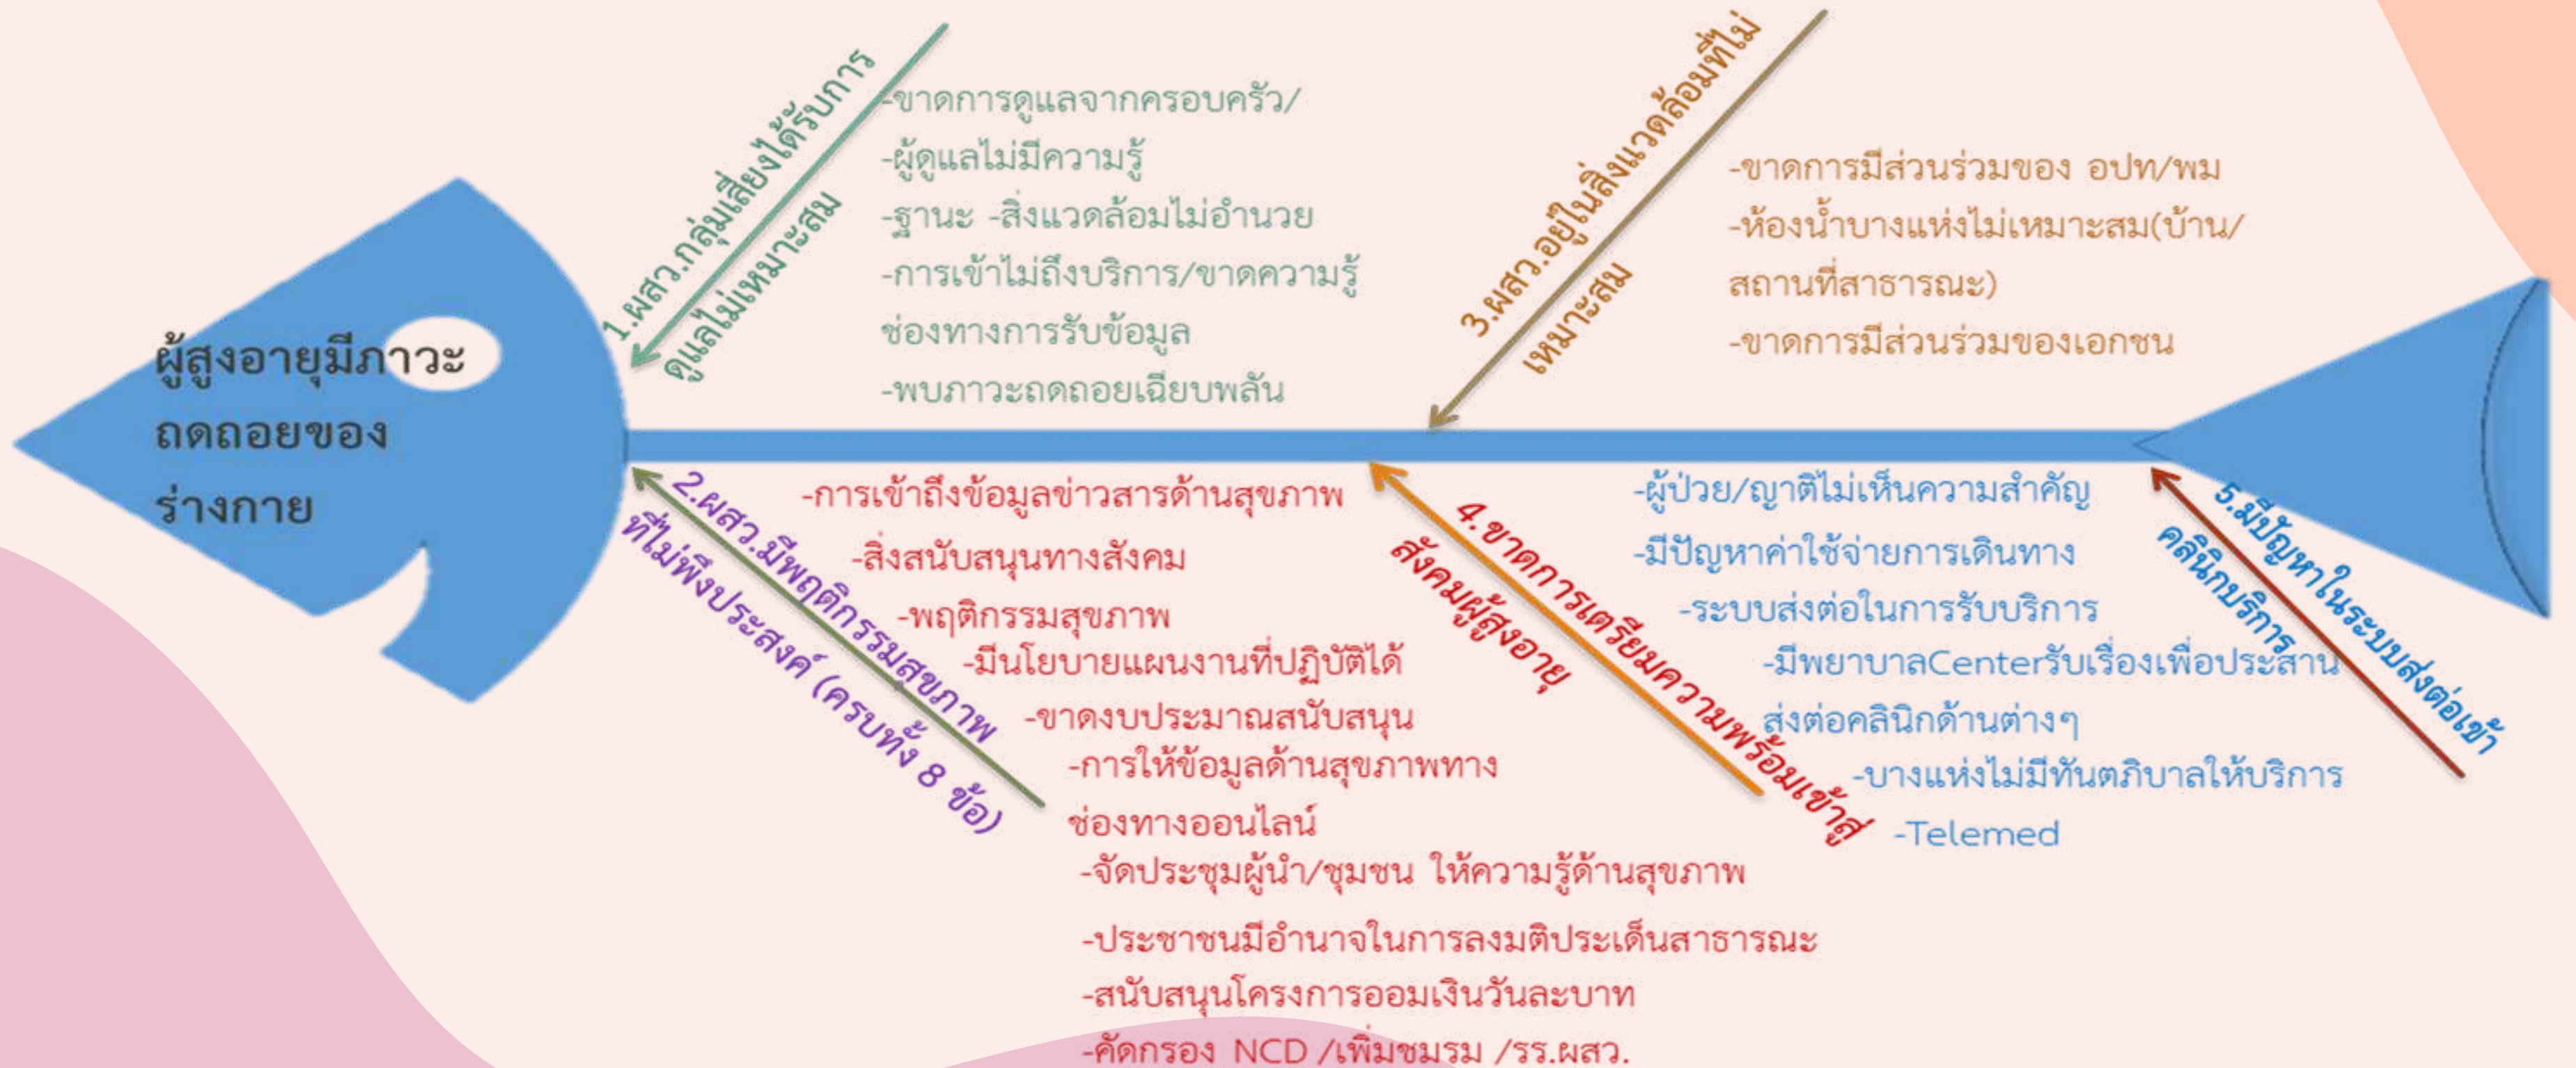 ผู้สูงอายุมีภาวะ
ถดถอยของ
ร่างกาย
1.ผสว.กลุ่มเสี่ยงได้รับการ
ดูแลไม่เหมาะสม
-ขาดการดูแลจากครอบครัว/
-ผู้ดูแลไม่มีความรู้
-ฐานะ -สิ่งแวดล้อมไม่อำนวย
-การเข้าไม่ถึงบริการ/ขาดความรู้
ช่องทางการรับข้อมูล
-พบภาวะถดถอยเฉียบพลัน
3.ผสว.อยู่ในสิ่งแวดล้อมที่ไม่
เหมาะสม
-ขาดการมีส่วนร่วมของ อปท/พม
-ห้องน้ำบางแห่งไม่เหมาะสม(บ้าน/
สถานที่สาธารณะ)
-ขาดการมีส่วนร่วมของเอกชน
2.ผสว.มีพฤติกรรมสุขภาพ
ที่ไม่พึงประสงค์ (ครบทั้ง 8 ข้อ)
-การเข้าถึงข้อมูลข่าวสารด้านสุขภาพ
-สิ่งสนับสนุนทางสังคม
-พฤติกรรมสุขภาพ
-มีนโยบายแผนงานที่ปฏิบัติได้
-ขาดงบประมาณสนับสนุน
-การให้ข้อมูลด้านสุขภาพทาง
ช่องทางออนไลน์
-จัดประชุมผู้นำ/ชุมชน ให้ความรู้ด้านสุขภาพ
-ประชาชนมีอำนาจในการลงมติประเด็นสาธารณะ
-สนับสนุนโครงการออมเงินวันละบาท
-คัดกรอง NCD /เพิ่มชมรม /รร.ผสว.
4.ขาดการเตรียมความพร้อมเข้าสู่
สังคมผู้สูงอายุ
-ผู้ป่วย/ญาติไม่เห็นความสำคัญ
-มีปัญหาค่าใช้จ่ายการเดินทาง
-ระบบส่งต่อในการรับบริการ
-มีพยาบาลCenterรับเรื่องเพื่อประสาน
ส่งต่อคลินิกด้านต่างๆ
-บางแห่งไม่มีทันตภิบาลให้บริการ
-Telemed
5.มีปัญหาในระบบส่งต่อเข้า
คลินิกบริการ